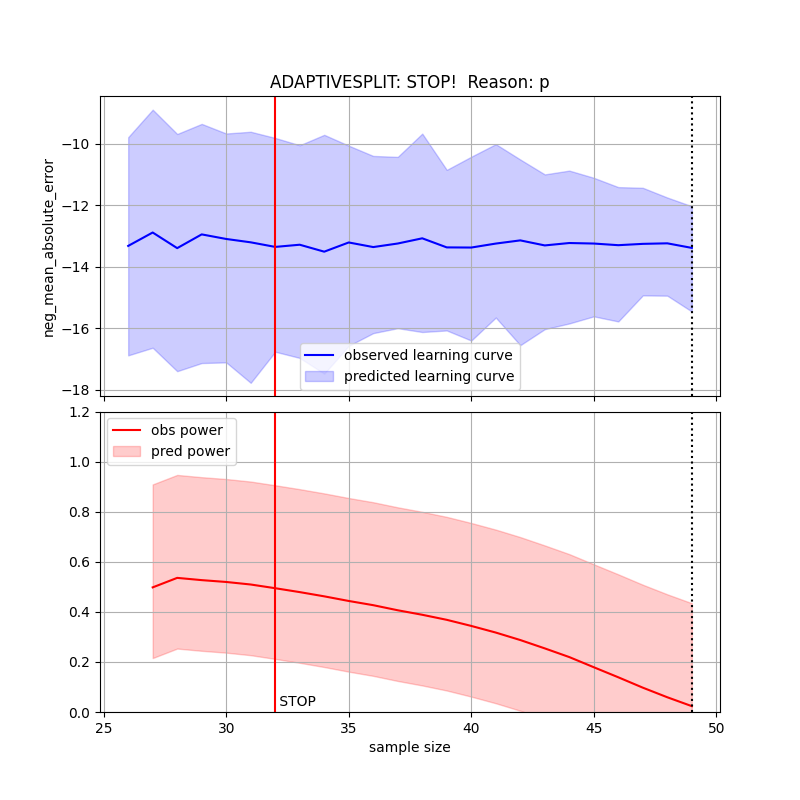 ADAPTIVESPLIT: STOP!  Reason: p
neg_mean_absolute_error
−10
−12
−14
−16
−18
observed learning curve
predicted learning curve
1.2
1.0
0.8
0.6
0.4
0.2
0.0
obs power
pred power
STOP
25
30
35
40
45
50
sample size